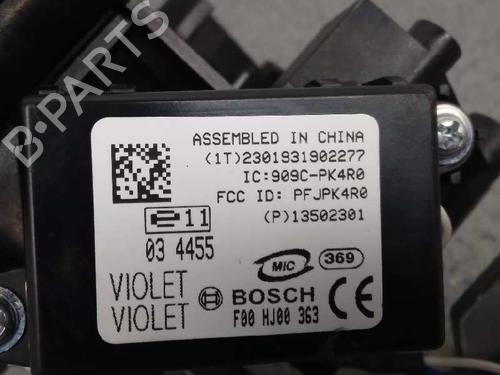 B-PARTS
ASSEMBLED IN CHINA
(1T)2301931902277
IC:909C-PK4R0
FCC ID: PFJPK4R0
(P)13502301
e11
03 4455
MIC 369
VIOLET
VIOLET
BOSCH
F00 HJ00 363
CE